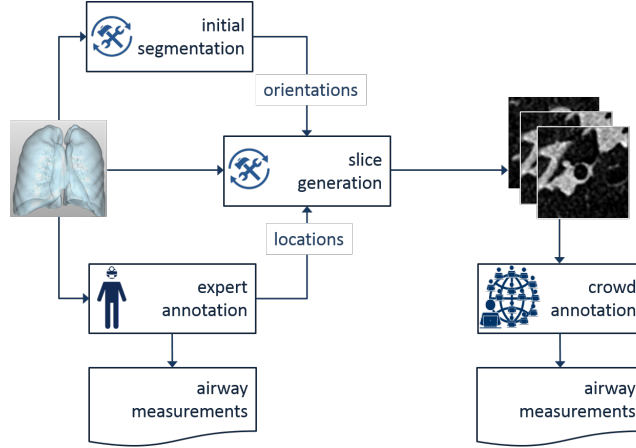 initial
segmentation
orientations
slice
generation
locations
expert
annotation
crowd
annotation
airway
measurements
airway
measurements